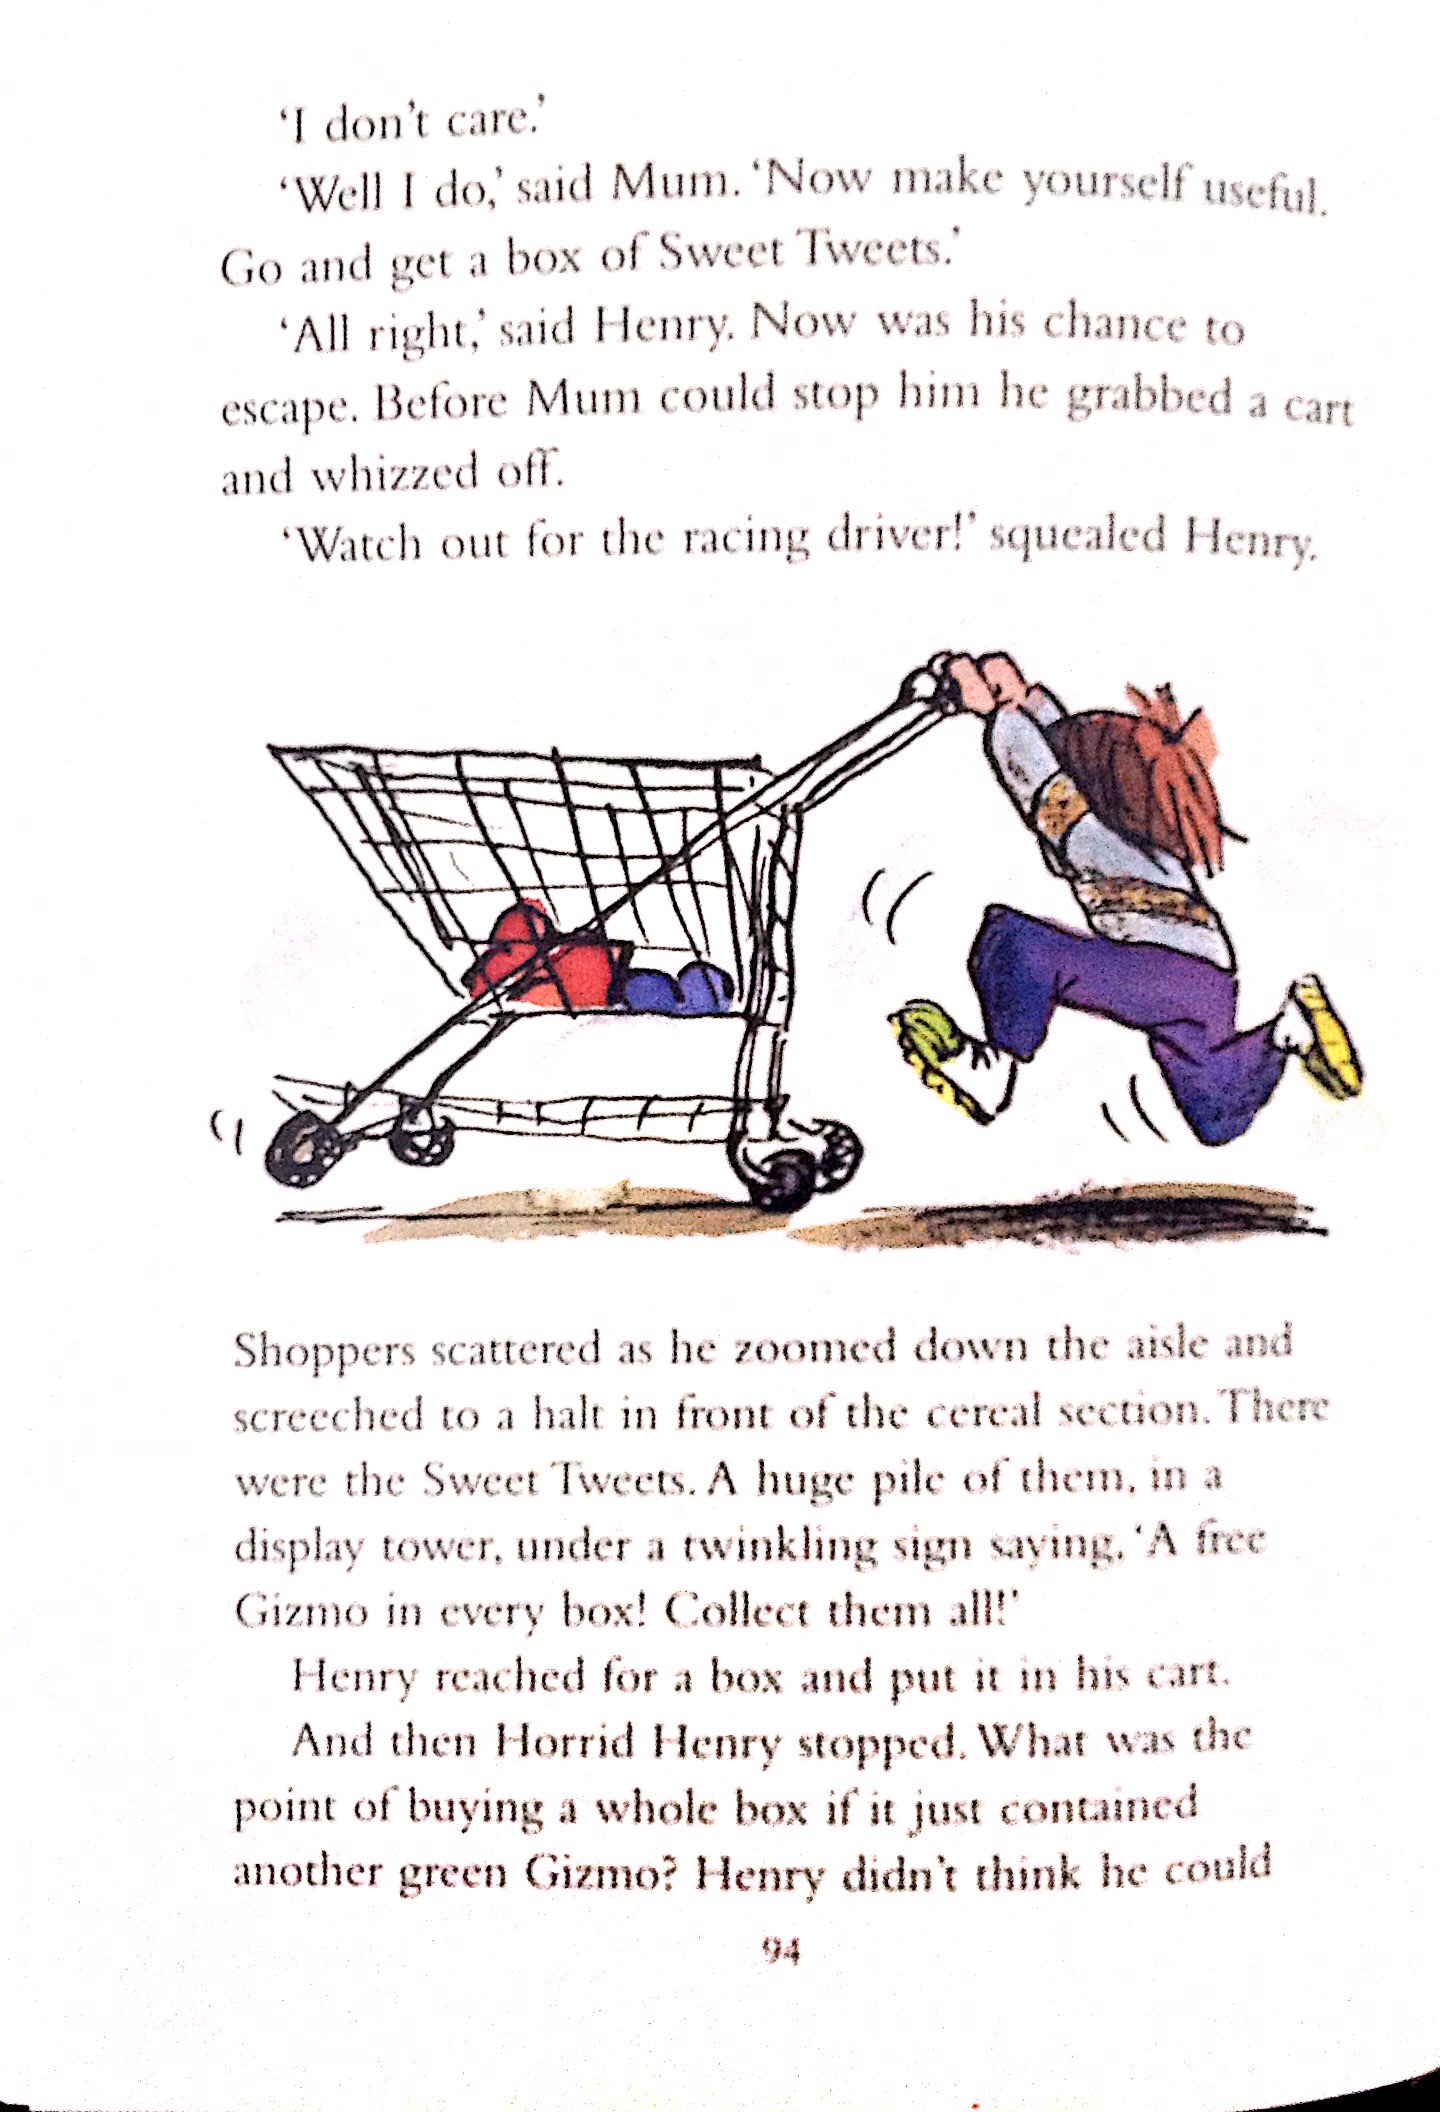 ‘I don’t care.’
‘Well I do,’ said Mum. ‘Now make yourself useful.
Go and get a box of Sweet Tweets.’
‘All right,’ said Henry. Now was his chance to
escape. Before Mum could stop him he grabbed a cart
and whizzed off.
‘Watch out for the racing driver!’ squealed Henry.
Shoppers scattered as he zoomed down the aisle and
screeched to a halt in front of the cereal section. There
were the Sweet Tweets. A huge pile of them, in a
display tower, under a twinkling sign saying, ‘A free
Gizmo in every box! Collect them all!’
Henry reached for a box and put it in his cart.
And then Horrid Henry stopped. What was the
point of buying a whole box if it just contained
another green Gizmo? Henry didn’t think he could
94